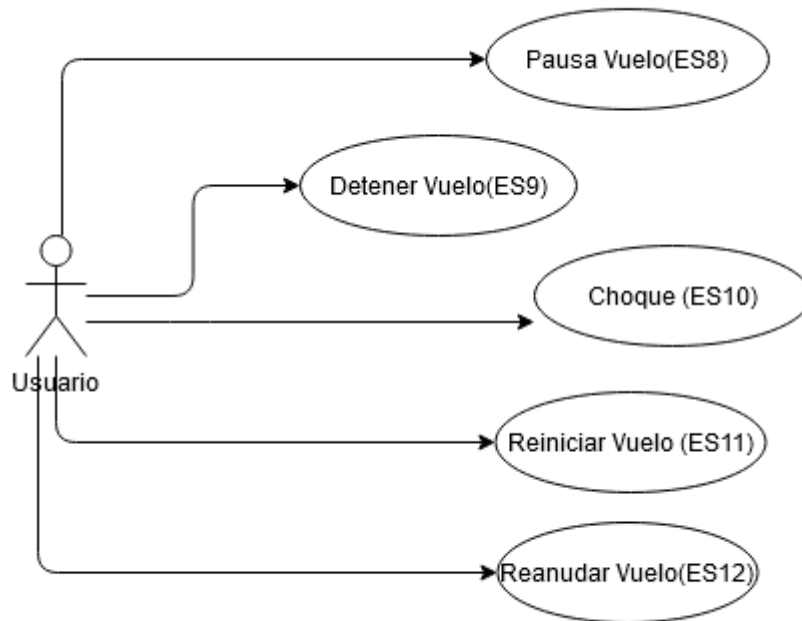 Pausa Vuelo(ES8)
Detener Vuelo(ES9)
Choque (ES10)
Usuario
Reiniciar Vuelo (ES11)
Reanudar Vuelo(ES12)